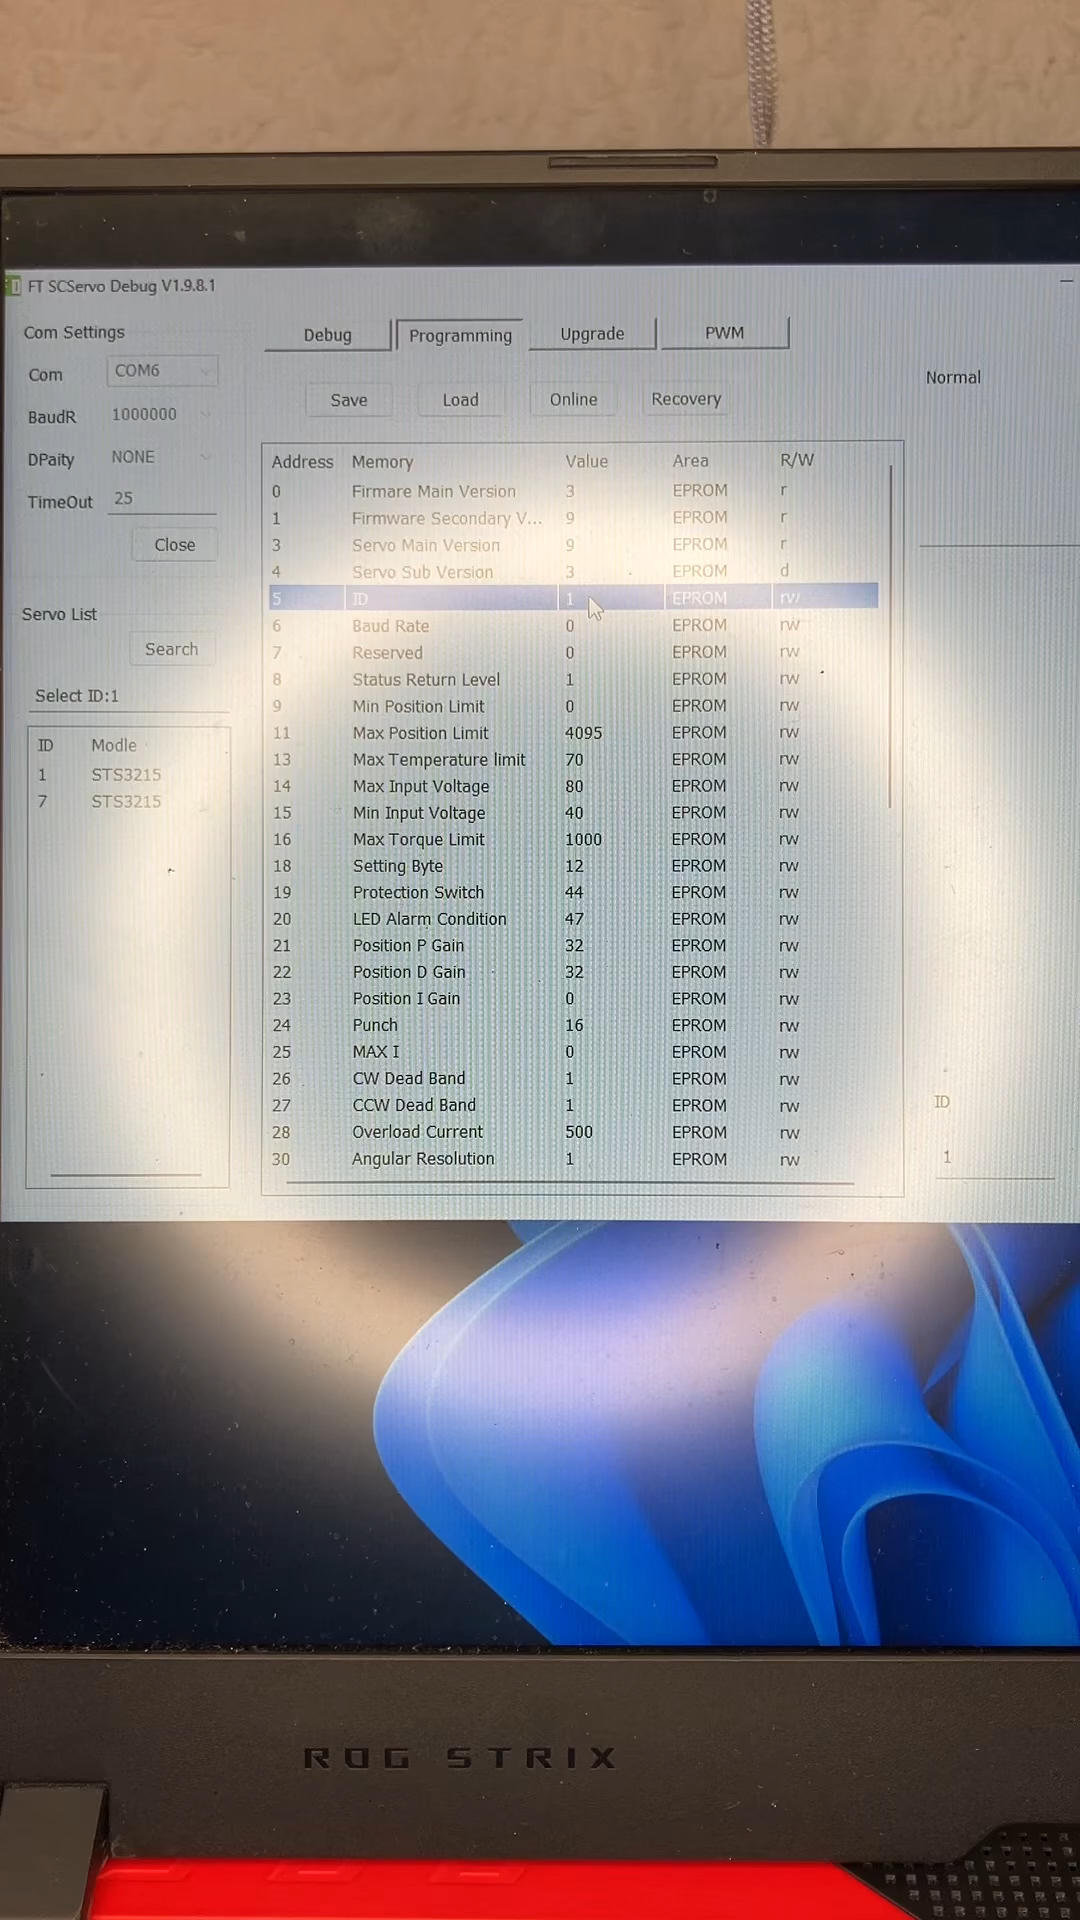 FT SCServo Debug V1.9.8.1
Com Settings
Com COM6
BaudR 1000000
DPaity NONE
TimeOut 25
Close
Servo List
Search
Select ID:1
ID Modle
1 STS3215
7 STS3215
Debug Programming Upgrade PWM
Save Load Online Recovery
Address Memory Value Area R/W
0 Firmare Main Version 3 EPROM r
1 Firmware Secondary V... 9 EPROM r
3 Servo Main Version 9 EPROM r
4 Servo Sub Version 3 EPROM d
5 ID 1 EPROM rw
6 Baud Rate 0 EPROM rw
7 Reserved 0 EPROM rw
8 Status Return Level 1 EPROM rw
9 Min Position Limit 0 EPROM rw
11 Max Position Limit 4095 EPROM rw
13 Max Temperature limit 70 EPROM rw
14 Max Input Voltage 80 EPROM rw
15 Min Input Voltage 40 EPROM rw
16 Max Torque Limit 1000 EPROM rw
18 Setting Byte 12 EPROM rw
19 Protection Switch 44 EPROM rw
20 LED Alarm Condition 47 EPROM rw
21 Position P Gain 32 EPROM rw
22 Position D Gain 32 EPROM rw
23 Position I Gain 0 EPROM rw
24 Punch 16 EPROM rw
25 MAX I 0 EPROM rw
26 CW Dead Band 1 EPROM rw
27 CCW Dead Band 1 EPROM rw
28 Overload Current 500 EPROM rw
30 Angular Resolution 1 EPROM rw
Normal
ID
1
ROG STRIX